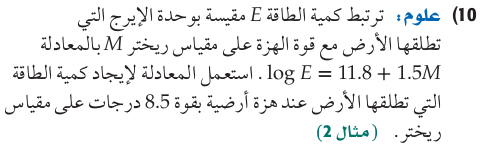 10) علوم: ترتبط كمية الطاقة E مقيسة بوحدة الإيرج التي
تطلقها الأرض مع قوة الهزة على مقياس ريختر M بالمعادلة
log E = 11.8 + 1.5M . استعمل المعادلة لإيجاد كمية الطاقة
التي تطلقها الأرض عند هزة أرضية بقوة 8.5 درجات على مقياس
ريختر. (مثال 2)